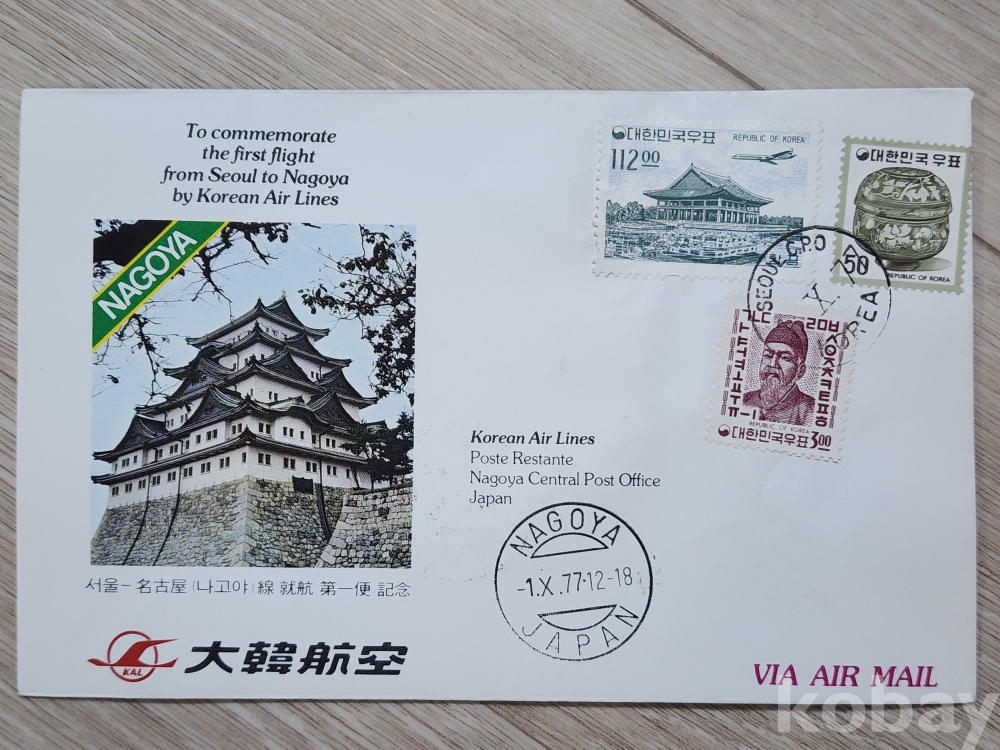 To commemorate
the first flight
from Seoul to Nagoya
by Korean Air Lines
NAGOYA
서울-名古屋 (나고야) 線 就航 第一便 記念
KAL
大韓航空
대한민국우표
REPUBLIC OF KOREA
112.00
대한민국우표
50
REPUBLIC OF KOREA
SEOUL C.P.O
KOREA
X
REPUBLIC OF KOREA
대한민국우표
3.00
Korean Air Lines
Poste Restante
Nagoya Central Post Office
Japan
NAGOYA
-1.X.77.12-18
JAPAN
VIA AIR MAIL
kobay